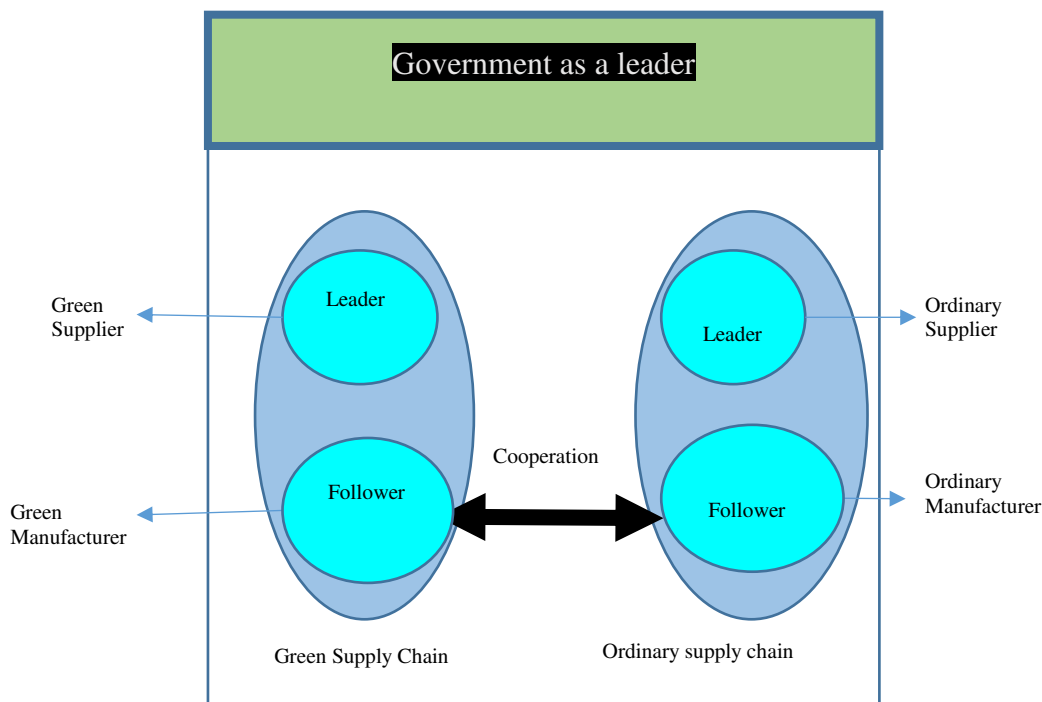 Government as a leader
Green
Supplier
Leader
Leader
Ordinary
Supplier
Cooperation
Green
Manufacturer
Follower
Follower
Ordinary
Manufacturer
Green Supply Chain
Ordinary supply chain